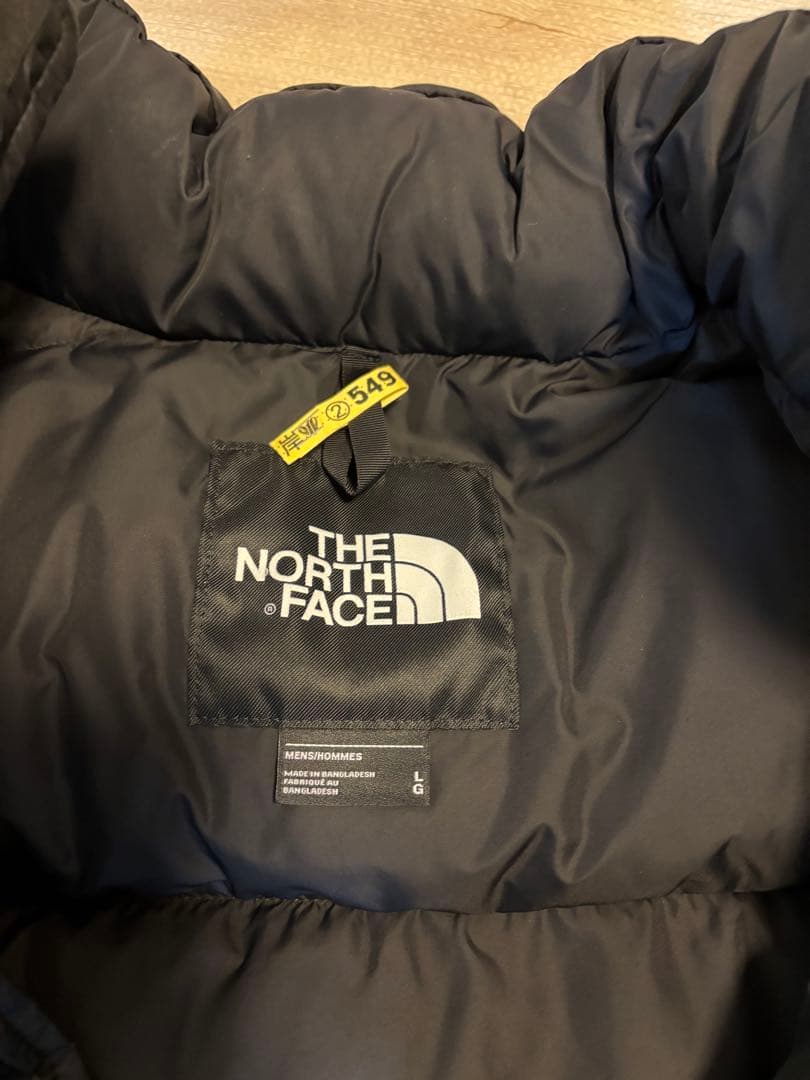 ② 549
THE
NORTH
® FACE
MENS/HOMMES
MADE IN BANGLADESH
FABRIQUÉ AU
BANGLADESH
L
G